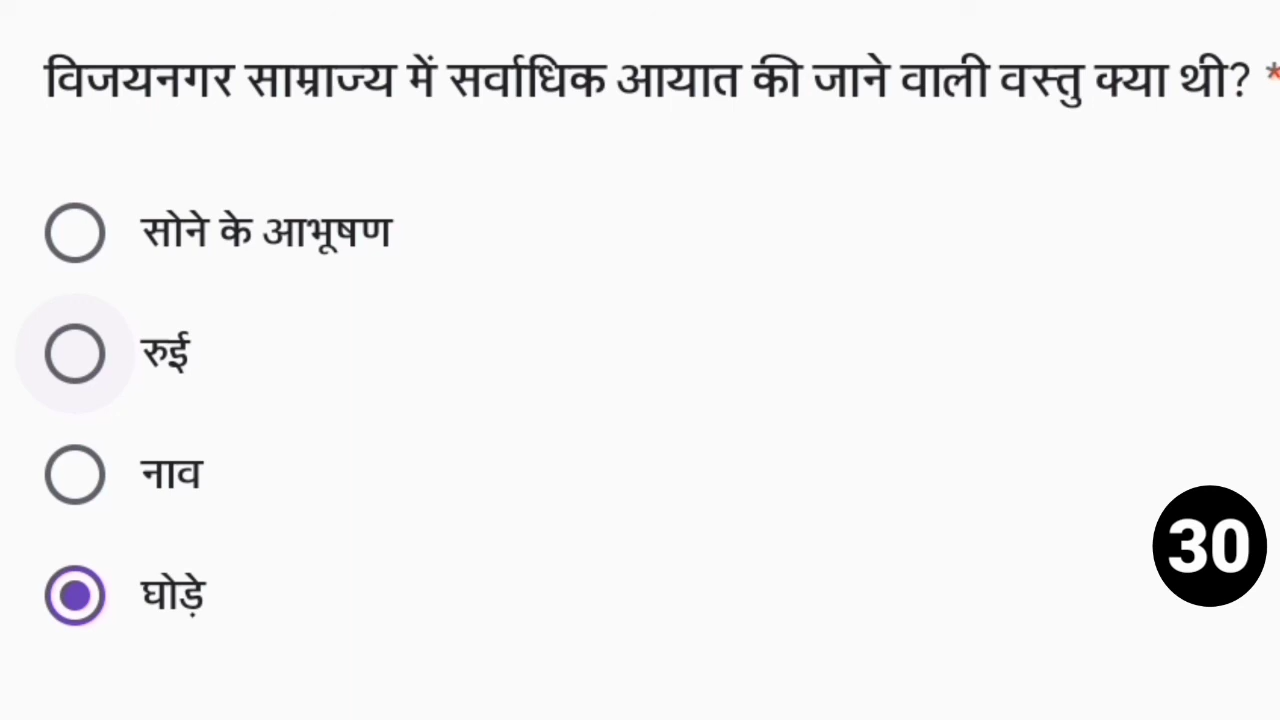 विजयनगर साम्राज्य में सर्वाधिक आयात की जाने वाली वस्तु क्या थी? *
सोने के आभूषण
रुई
नाव
घोड़े
30